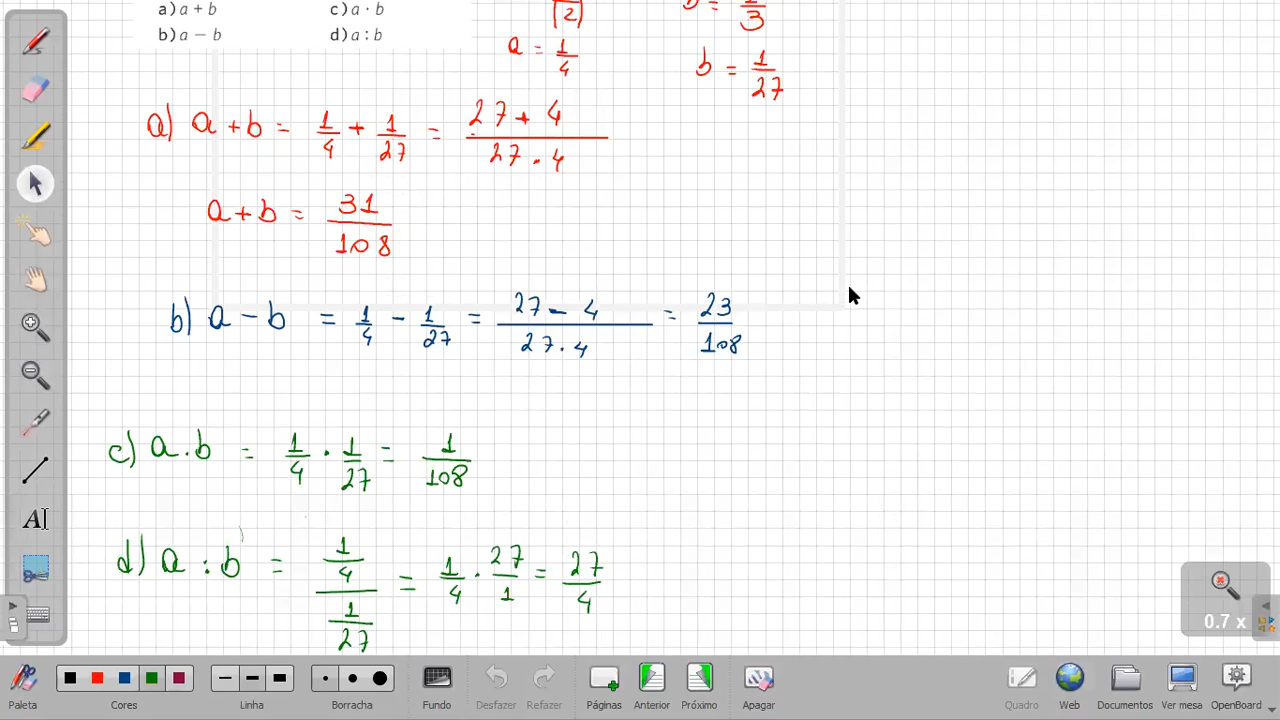 a) a + b c) a · b
b) a − b d) a : b
a = 1/4
b = 1/27
a) a + b = 1/4 + 1/27 = (27 + 4)/(27 · 4)
a + b = 31/108
b) a − b = 1/4 − 1/27 = (27 − 4)/(27 · 4) = 23/108
c) a . b = 1/4 · 1/27 = 1/108
d) a : b = (1/4)/(1/27) = 1/4 · 27/1 = 27/4
0.7 x
Paleta Cores Linha Borracha Fundo Desfazer Refazer Páginas Anterior Próximo Apagar Quadro Web Documentos Ver mesa OpenBoard